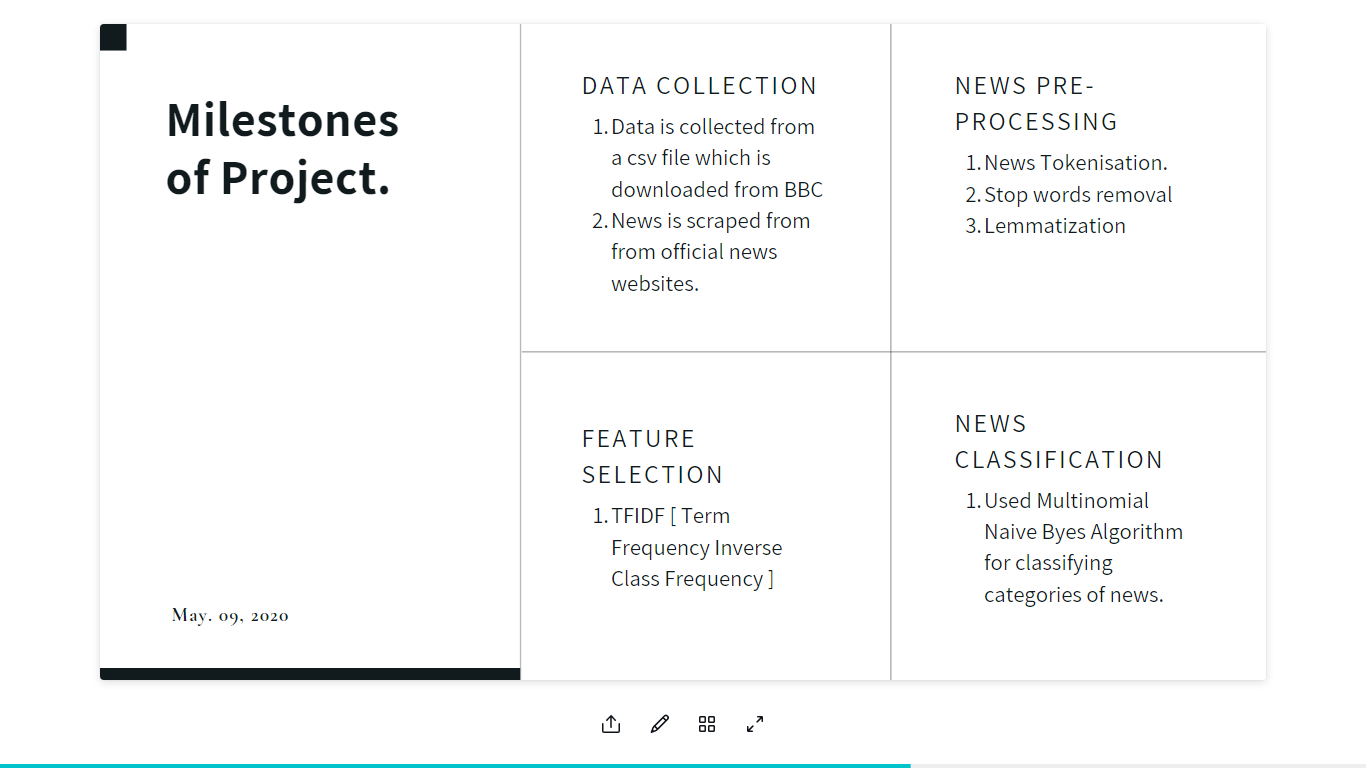 Milestones
of Project.
May. 09, 2020
DATA COLLECTION
1. Data is collected from
a csv file which is
downloaded from BBC
2. News is scraped from
from official news
websites.
NEWS PRE-
PROCESSING
1. News Tokenisation.
2. Stop words removal
3. Lemmatization
FEATURE
SELECTION
1. TFIDF [ Term
Frequency Inverse
Class Frequency ]
NEWS
CLASSIFICATION
1. Used Multinomial
Naive Byes Algorithm
for classifying
categories of news.